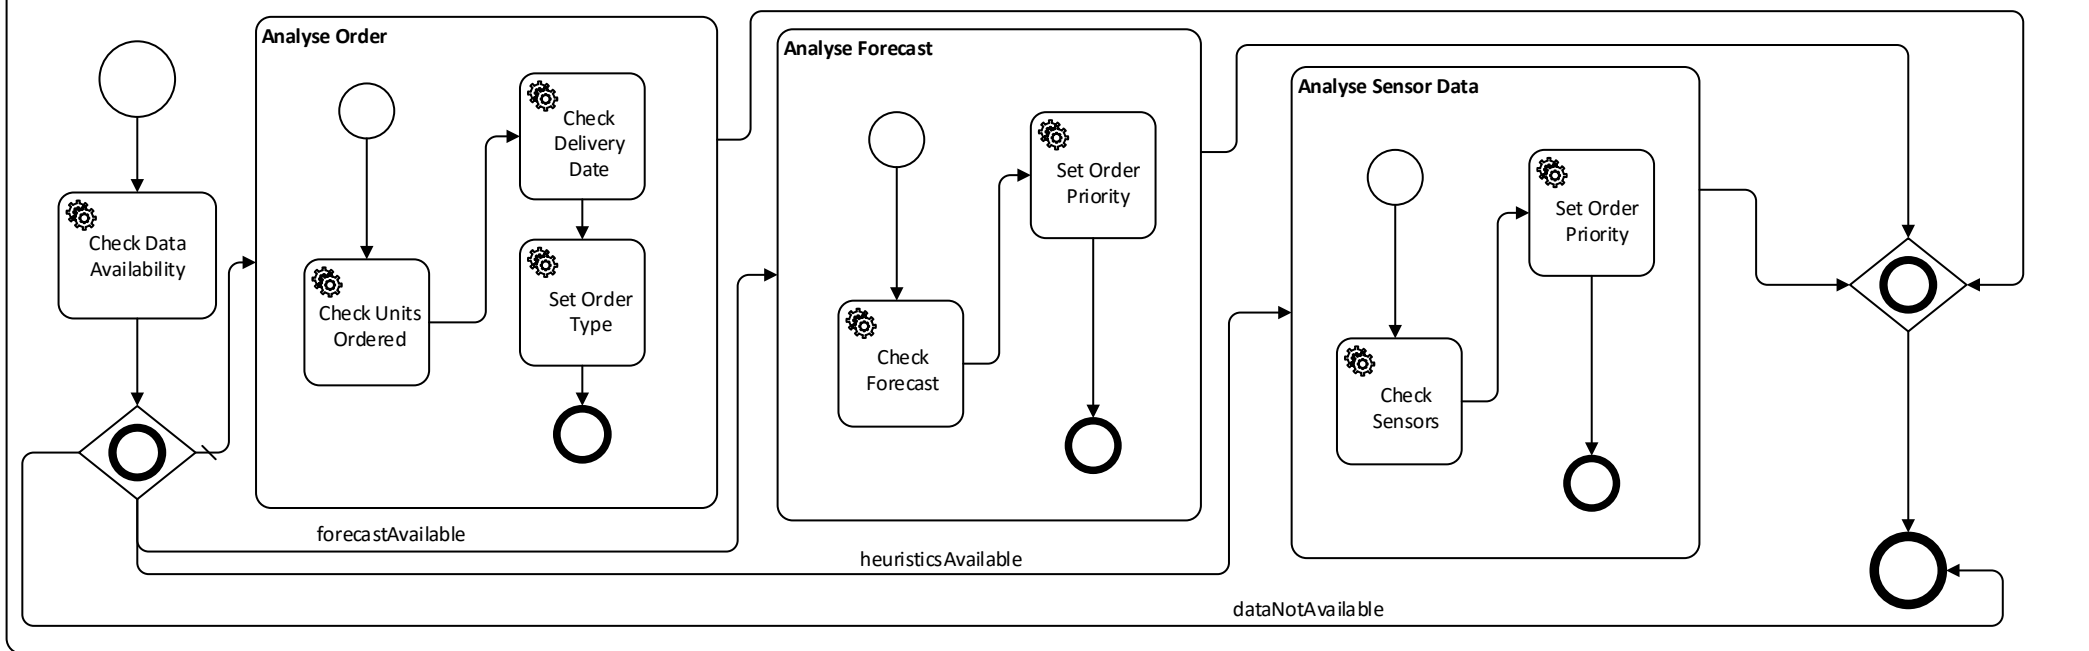 Check Data
Availability
Analyse Order
Check Units
Ordered
Check
Delivery
Date
Set Order
Type
Analyse Forecast
Check
Forecast
Set Order
Priority
Analyse Sensor Data
Check
Sensors
Set Order
Priority
forecastAvailable
heuristicsAvailable
dataNotAvailable